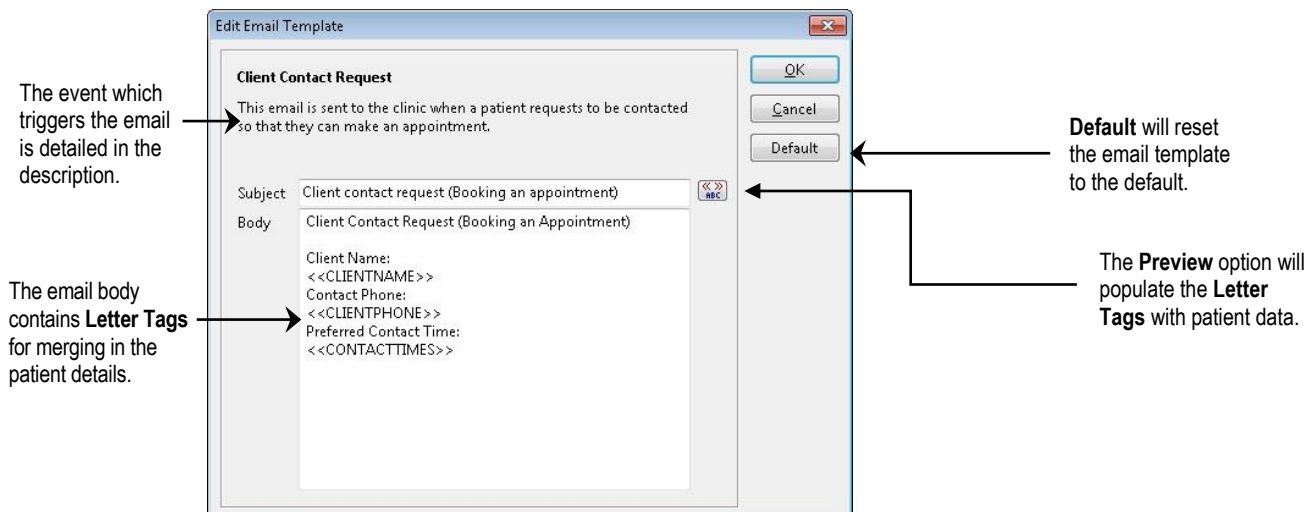 Edit Email Template
The event which
triggers the email
is detailed in the
description.
Client Contact Request
This email is sent to the clinic when a patient requests to be contacted
so that they can make an appointment.
OK
Cancel
Default
Default will reset
the email template
to the default.
Subject
Client contact request (Booking an appointment)
« »
ABC
Body
Client Contact Request (Booking an Appointment)
Client Name:
<<CLIENTNAME>>
Contact Phone:
<<CLIENTPHONE>>
Preferred Contact Time:
<<CONTACTTIMES>>
The email body
contains Letter Tags
for merging in the
patient details.
The Preview option will
populate the Letter
Tags with patient data.